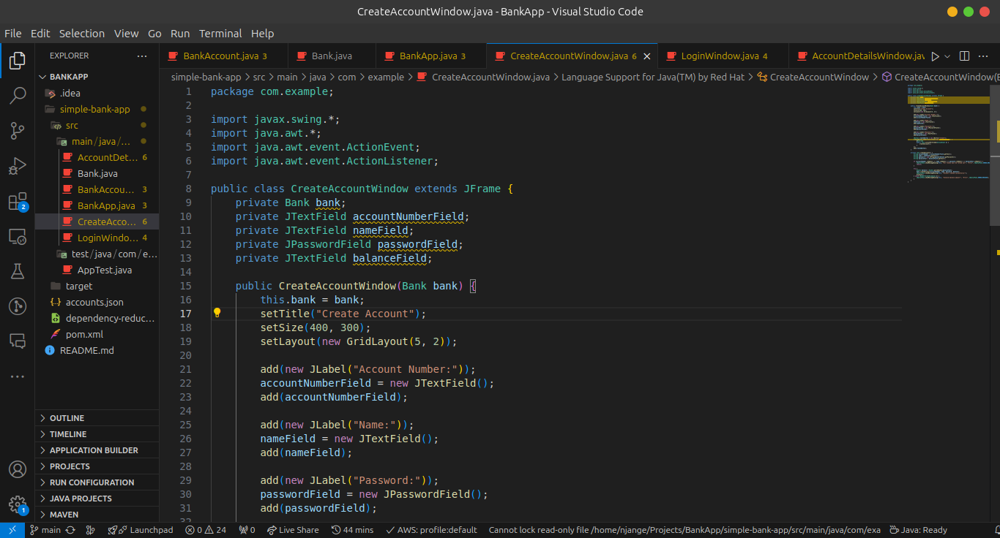 CreateAccountWindow.java - BankApp - Visual Studio Code
File Edit Selection View Go Run Terminal Help
EXPLORER
BankAccount.java 3
Bank.java
BankApp.java 3
CreateAccountWindow.java 6
LoginWindow.java 4
AccountDetailsWindow.jav
simple-bank-app > src > main > java > com > example > CreateAccountWindow.java > Language Support for Java(TM) by Red Hat > CreateAccountWindow > CreateAccountWindow(B
BANKAPP
.idea
simple-bank-app
src
main/java/...
AccountDet... 6
Bank.java
BankAccou... 3
BankApp.java 3
CreateAcco... 6
LoginWindo... 4
test/java/com/e...
AppTest.java
target
accounts.json
dependency-reduc...
pom.xml
README.md
OUTLINE
TIMELINE
APPLICATION BUILDER
PROJECTS
RUN CONFIGURATION
JAVA PROJECTS
MAVEN
2
1
1 package com.example;
2
3 import javax.swing.*;
4 import java.awt.*;
5 import java.awt.event.ActionEvent;
6 import java.awt.event.ActionListener;
7
8 public class CreateAccountWindow extends JFrame {
9 private Bank bank;
10 private JTextField accountNumberField;
11 private JTextField nameField;
12 private JPasswordField passwordField;
13 private JTextField balanceField;
14
15 public CreateAccountWindow(Bank bank) {
16 this.bank = bank;
17 setTitle("Create Account");
18 setSize(400, 300);
19 setLayout(new GridLayout(5, 2));
20
21 add(new JLabel("Account Number:"));
22 accountNumberField = new JTextField();
23 add(accountNumberField);
24
25 add(new JLabel("Name:"));
26 nameField = new JTextField();
27 add(nameField);
28
29 add(new JLabel("Password:"));
30 passwordField = new JPasswordField();
31 add(passwordField);
32
main Launchpad 0 24 0 Live Share 44 mins AWS: profile:default Cannot lock read-only file /home/njange/Projects/BankApp/simple-bank-app/src/main/java/com/exa Java: Ready